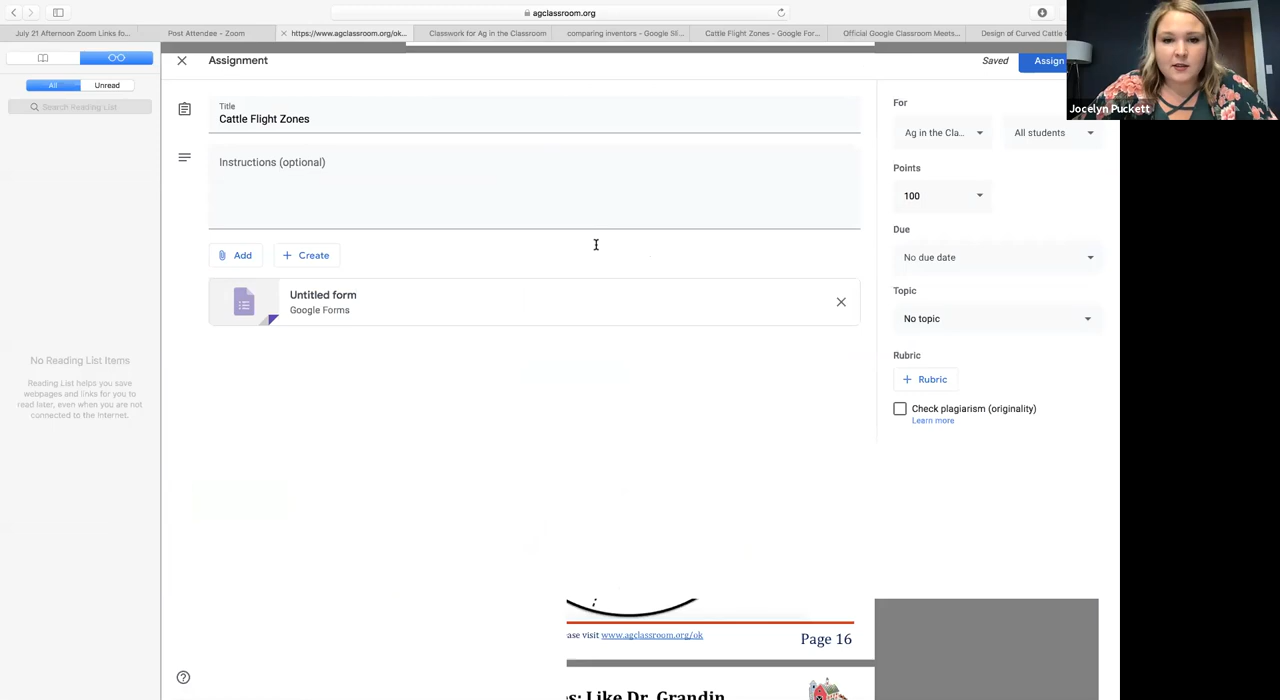 agclassroom.org
July 21 Afternoon Zoom Links fo...
Post Attendee - Zoom
https://www.agclassroom.org/ok...
Classwork for Ag in the Classroom
comparing inventors - Google Sli...
Cattle Flight Zones - Google For...
Official Google Classroom Meets...
Design of Curved Cattle
All
Unread
Search Reading List
No Reading List Items
Reading List helps you save
webpages and links for you to
read later, even when you are not
connected to the Internet.
Assignment
Saved
Assign
Jocelyn Puckett
Title
Cattle Flight Zones
Instructions (optional)
Add
Create
Untitled form
Google Forms
For
Ag in the Cla...
All students
Points
100
Due
No due date
Topic
No topic
Rubric
Rubric
Check plagiarism (originality)
Learn more
ase visit www.agclassroom.org/ok
Page 16
s: Like Dr. Grandin